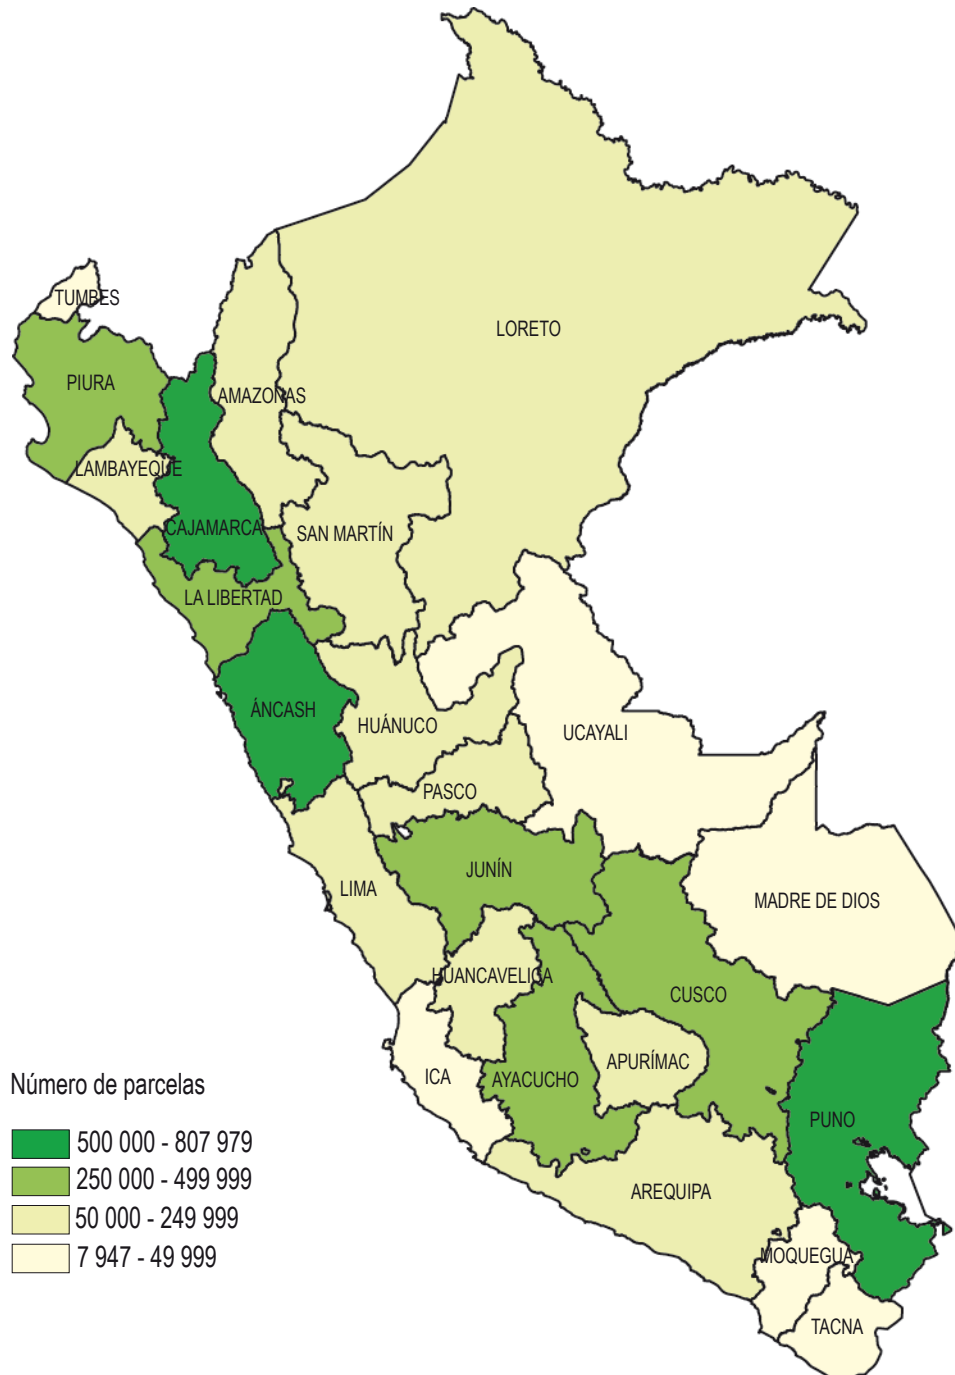 TUMBES
LORETO
PIURA
AMAZONAS
LAMBAYEQUE
CAJAMARCA
SAN MARTÍN
LA LIBERTAD
ÁNCASH
HUÁNUCO
UCAYALI
PASCO
JUNÍN
LIMA
MADRE DE DIOS
HUANCAVELICA
CUSCO
APURÍMAC
ICA
AYACUCHO
PUNO
AREQUIPA
MOQUEGUA
TACNA
Número de parcelas
500 000 - 807 979
250 000 - 499 999
50 000 - 249 999
7 947 - 49 999